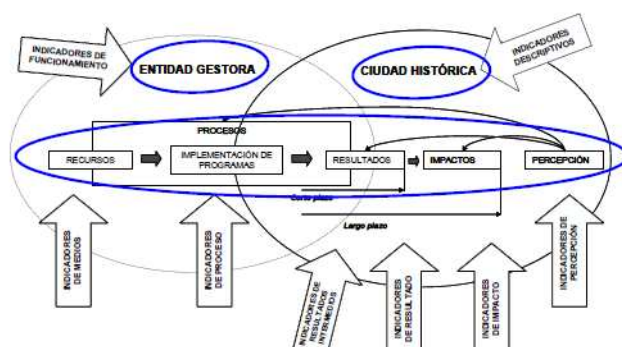 INDICADORES DE
FUNCIONAMIENTO
ENTIDAD GESTORA
CIUDAD HISTÓRICA
INDICADORES
DESCRIPTIVOS
PROCESOS
RECURSOS
IMPLEMENTACIÓN DE
PROGRAMAS
RESULTADOS
IMPACTOS
PERCEPCIÓN
Corto plazo
Largo plazo
INDICADORES
DE MEDIOS
INDICADORES
DE PROCESO
INDICADORES DE
RESULTADOS
INTERMEDIOS
INDICADORES
DE RESULTADO
INDICADORES
DE IMPACTO
INDICADORES DE
PERCEPCIÓN